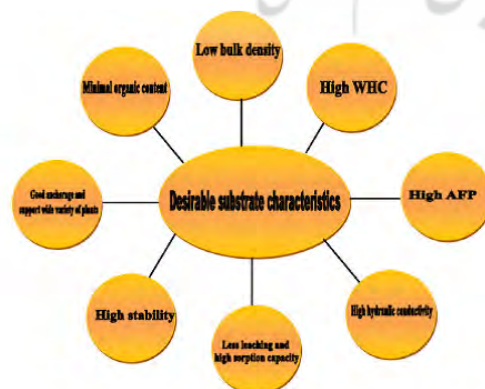 Low bulk density
High WHC
High AFP
High hydraulic conductivity
Less leaching and
high sorption capacity
High stability
Good anchorage and
support wide variety of plants
Minimal organic content
Desirable substrate characteristics